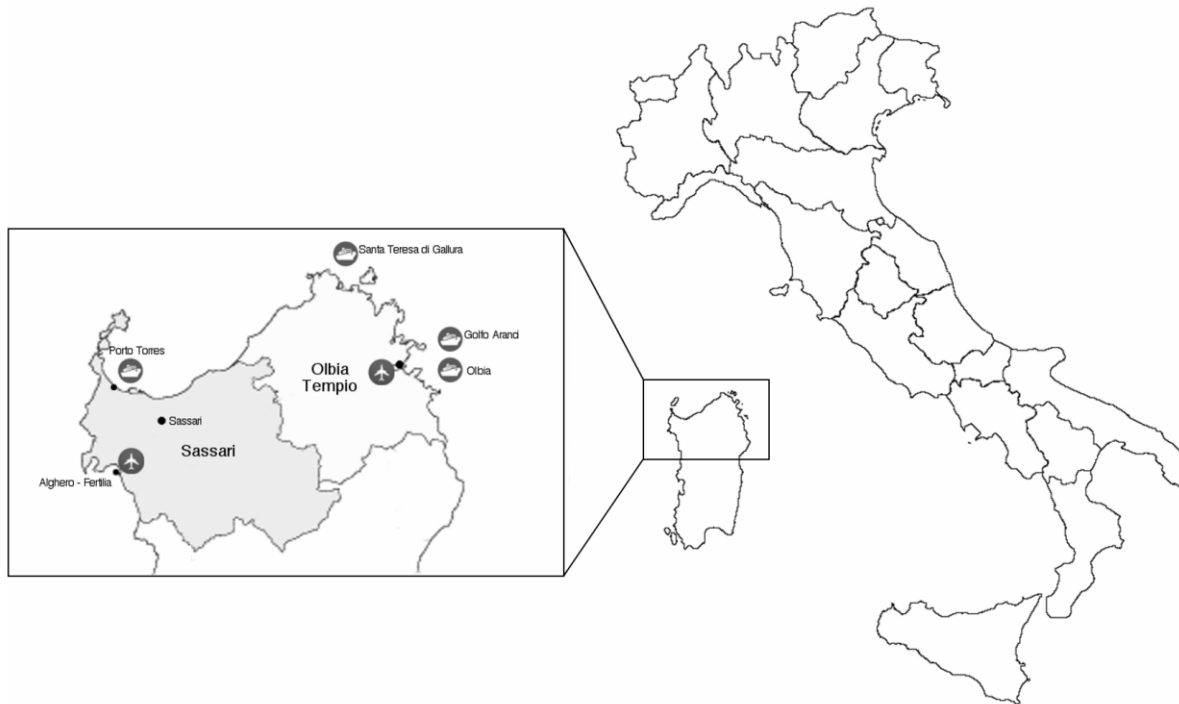 Santa Teresa di Gallura
Golfo Aranci
Porto Torres
Olbia
Tempio
Olbia
Sassari
Sassari
Alghero - Fertilia